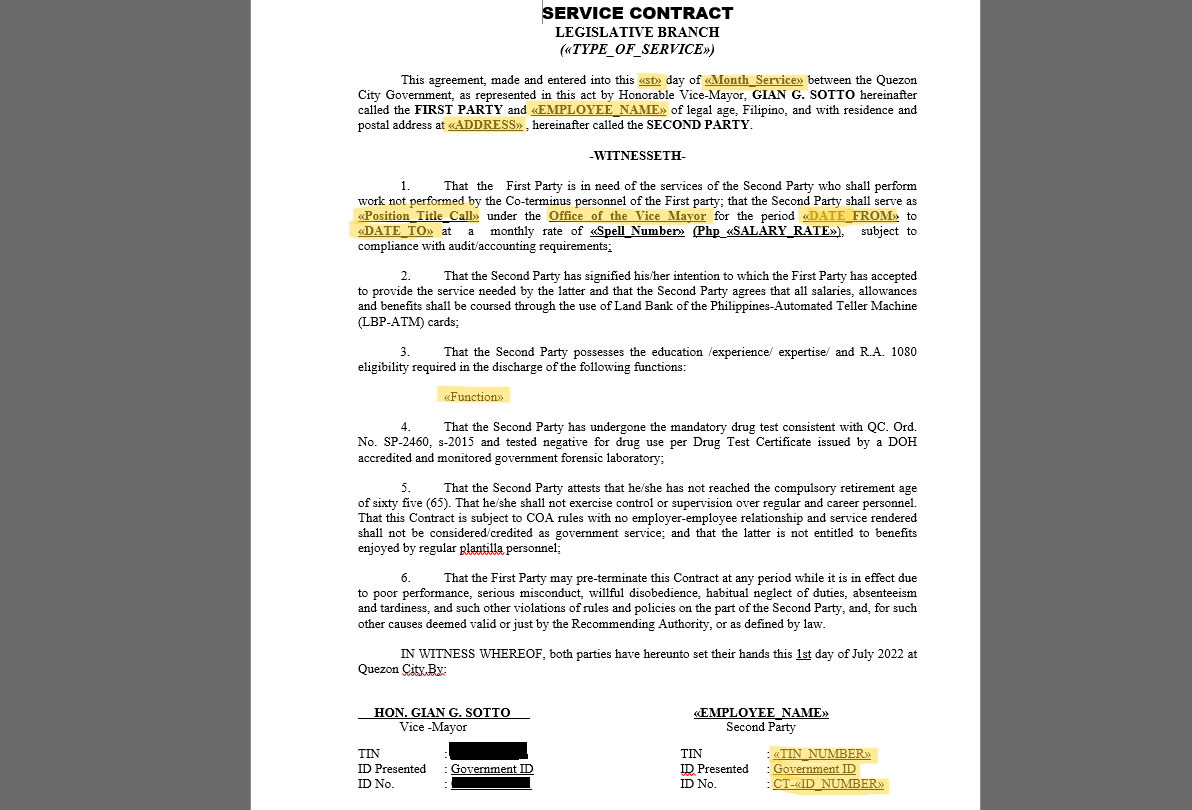 SERVICE CONTRACT
LEGISLATIVE BRANCH
(«TYPE_OF_SERVICE»)
This agreement, made and entered into this «st» day of «Month_Service» between the Quezon
City Government, as represented in this act by Honorable Vice-Mayor, GIAN G. SOTTO hereinafter
called the FIRST PARTY and «EMPLOYEE_NAME» of legal age, Filipino, and with residence and
postal address at «ADDRESS» , hereinafter called the SECOND PARTY.
-WITNESSETH-
1. That the First Party is in need of the services of the Second Party who shall perform
work not performed by the Co-terminus personnel of the First party; that the Second Party shall serve as
«Position_Title_Call» under the Office of the Vice Mayor for the period «DATE_FROM» to
«DATE_TO» at a monthly rate of «Spell_Number» (Php «SALARY_RATE»), subject to
compliance with audit/accounting requirements;
2. That the Second Party has signified his/her intention to which the First Party has accepted
to provide the service needed by the latter and that the Second Party agrees that all salaries, allowances
and benefits shall be coursed through the use of Land Bank of the Philippines-Automated Teller Machine
(LBP-ATM) cards;
3. That the Second Party possesses the education /experience/ expertise/ and R.A. 1080
eligibility required in the discharge of the following functions:
«Function»
4. That the Second Party has undergone the mandatory drug test consistent with QC. Ord.
No. SP-2460, s-2015 and tested negative for drug use per Drug Test Certificate issued by a DOH
accredited and monitored government forensic laboratory;
5. That the Second Party attests that he/she has not reached the compulsory retirement age
of sixty five (65). That he/she shall not exercise control or supervision over regular and career personnel.
That this Contract is subject to COA rules with no employer-employee relationship and service rendered
shall not be considered/credited as government service; and that the latter is not entitled to benefits
enjoyed by regular plantilla personnel;
6. That the First Party may pre-terminate this Contract at any period while it is in effect due
to poor performance, serious misconduct, willful disobedience, habitual neglect of duties, absenteeism
and tardiness, and such other violations of rules and policies on the part of the Second Party, and, for such
other causes deemed valid or just by the Recommending Authority, or as defined by law.
IN WITNESS WHEREOF, both parties have hereunto set their hands this 1st day of July 2022 at
Quezon City.By:
HON. GIAN G. SOTTO «EMPLOYEE_NAME»
Vice -Mayor Second Party
TIN : TIN : «TIN_NUMBER»
ID Presented : Government ID ID Presented : Government ID
ID No. : ID No. : CT-«ID_NUMBER»